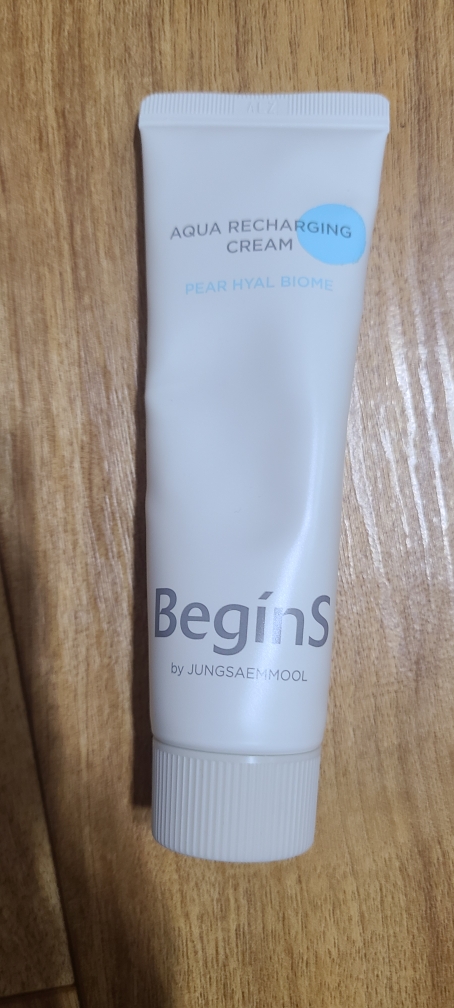 AQUA RECHARGING
CREAM
PEAR HYAL BIOME
BegínS
by JUNGSAEMMOOL